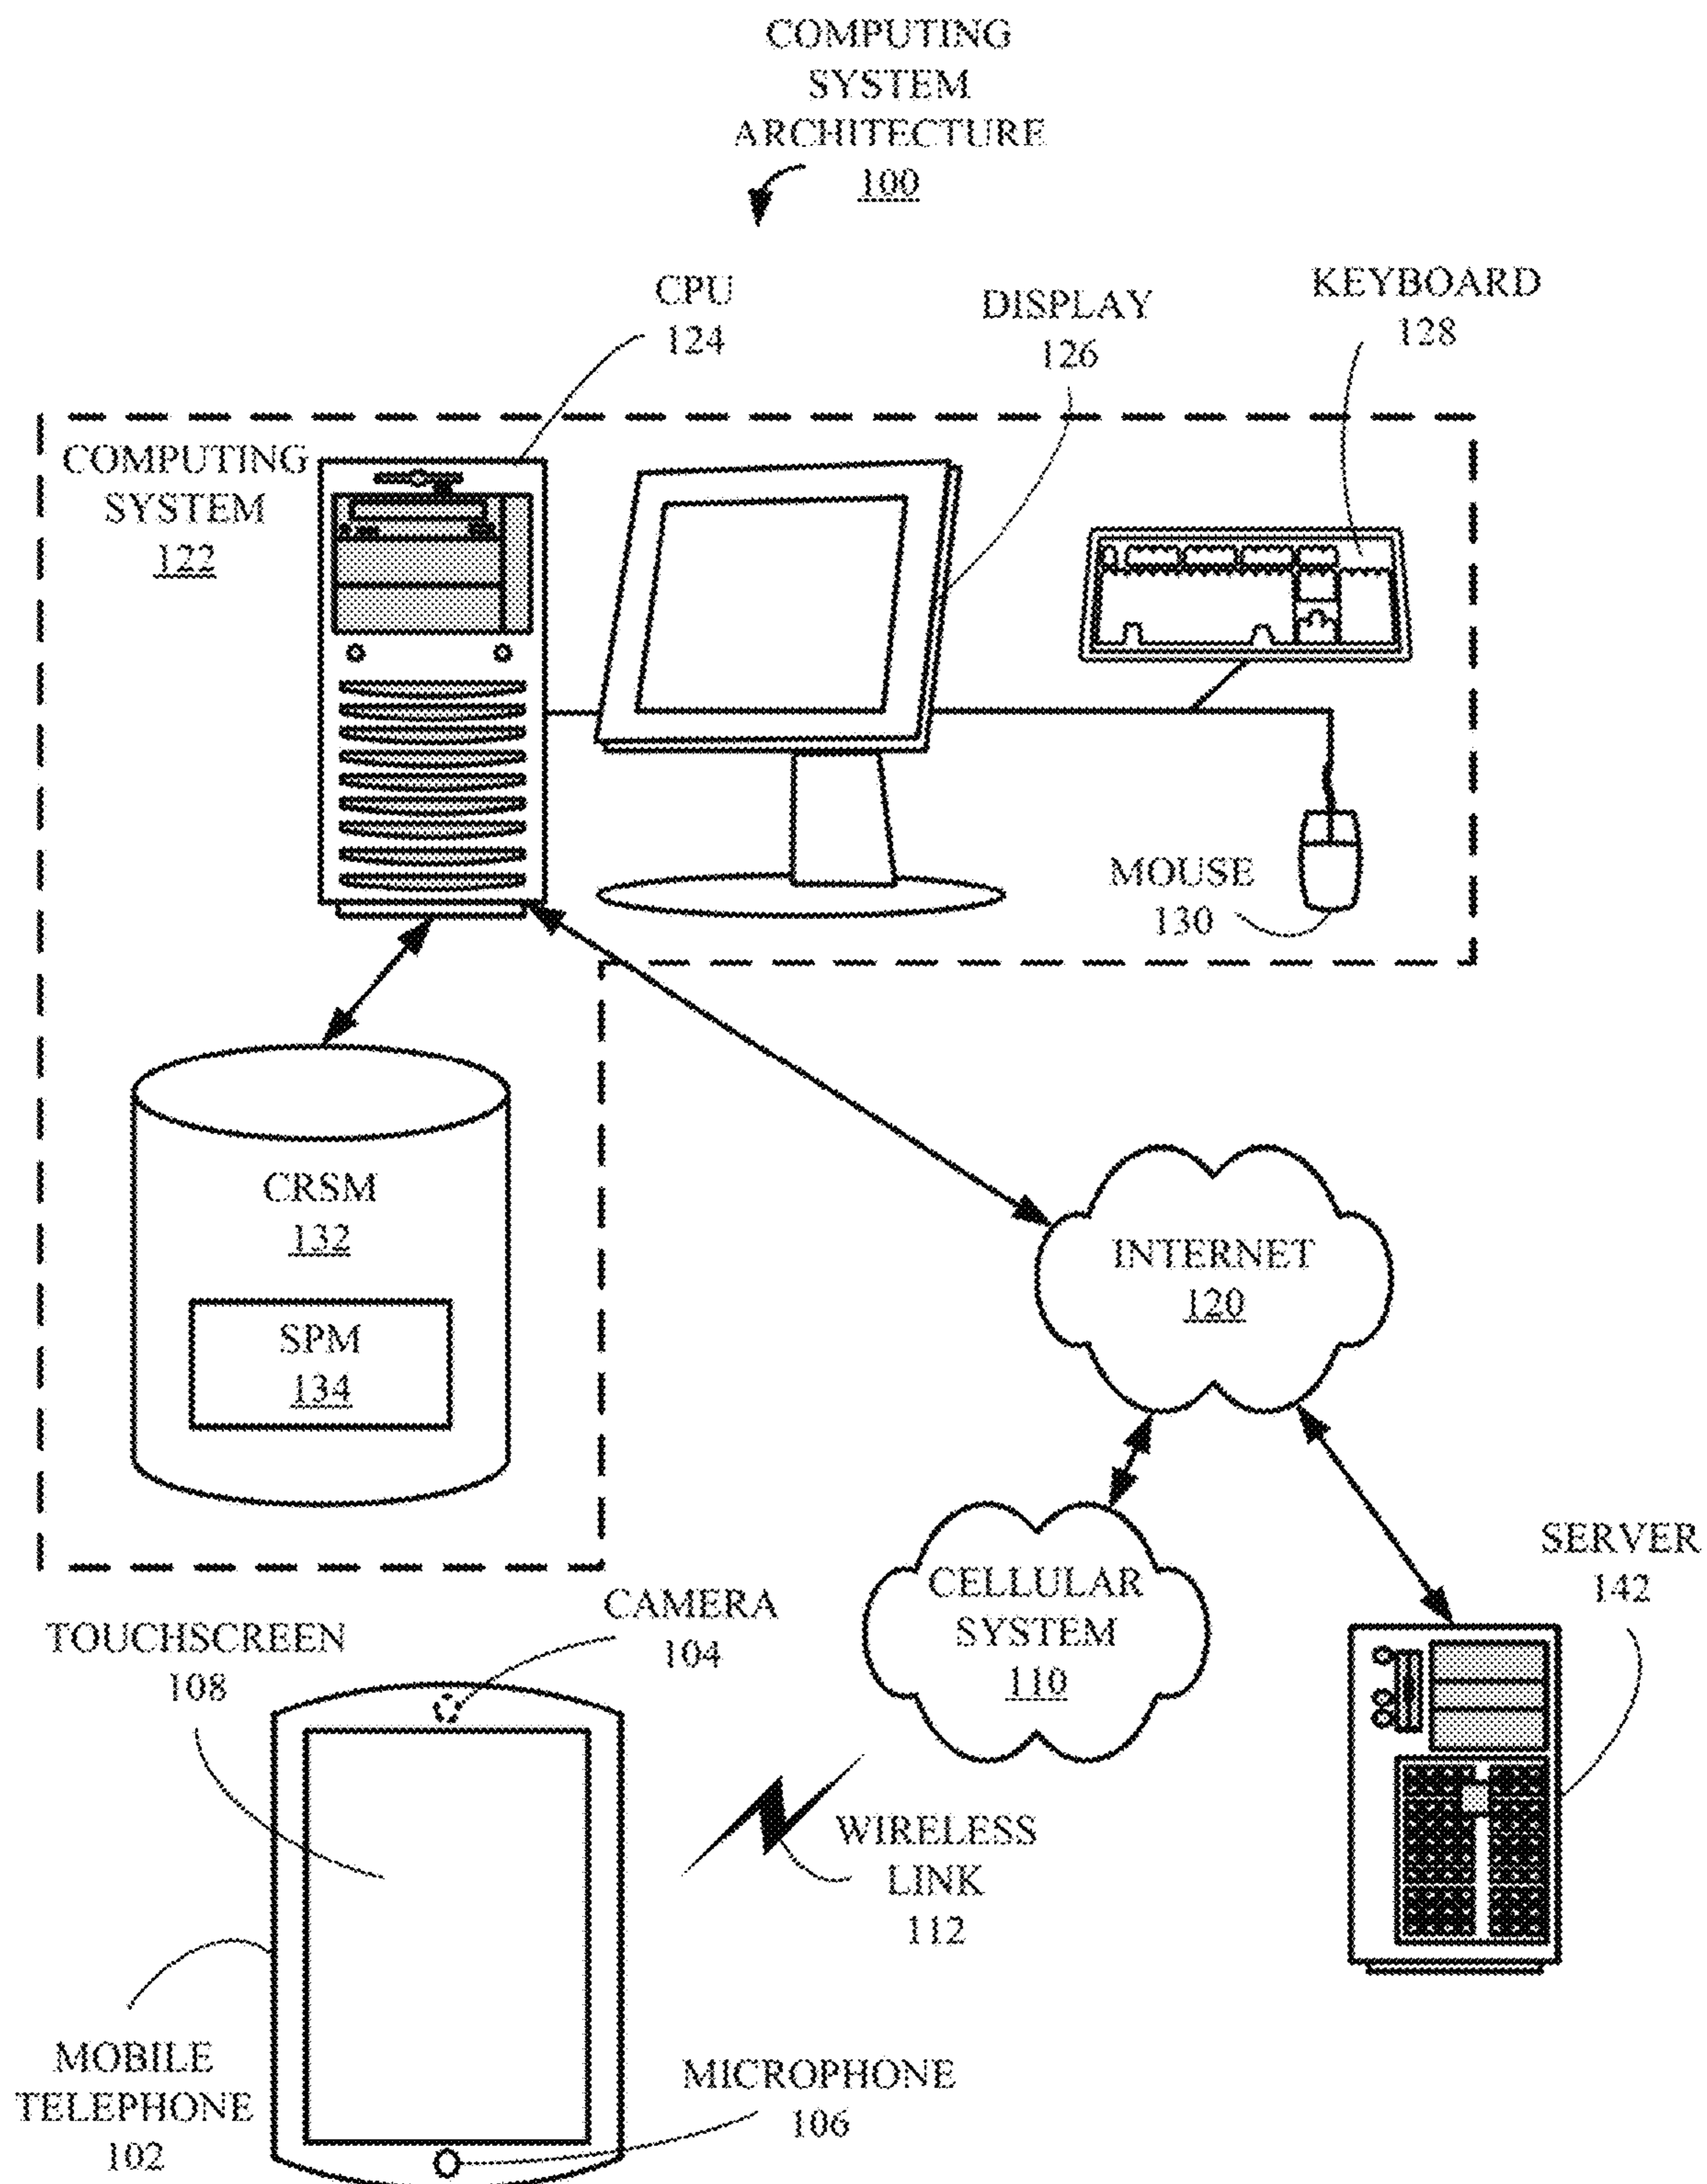 COMPUTING
SYSTEM
ARCHITECTURE
100
CPU
124
DISPLAY
126
KEYBOARD
128
COMPUTING
SYSTEM
122
MOUSE
130
CRSM
132
SPM
134
INTERNET
120
CELLULAR
SYSTEM
110
SERVER
142
CAMERA
104
TOUCHSCREEN
108
WIRELESS
LINK
112
MOBILE
TELEPHONE
102
MICROPHONE
106